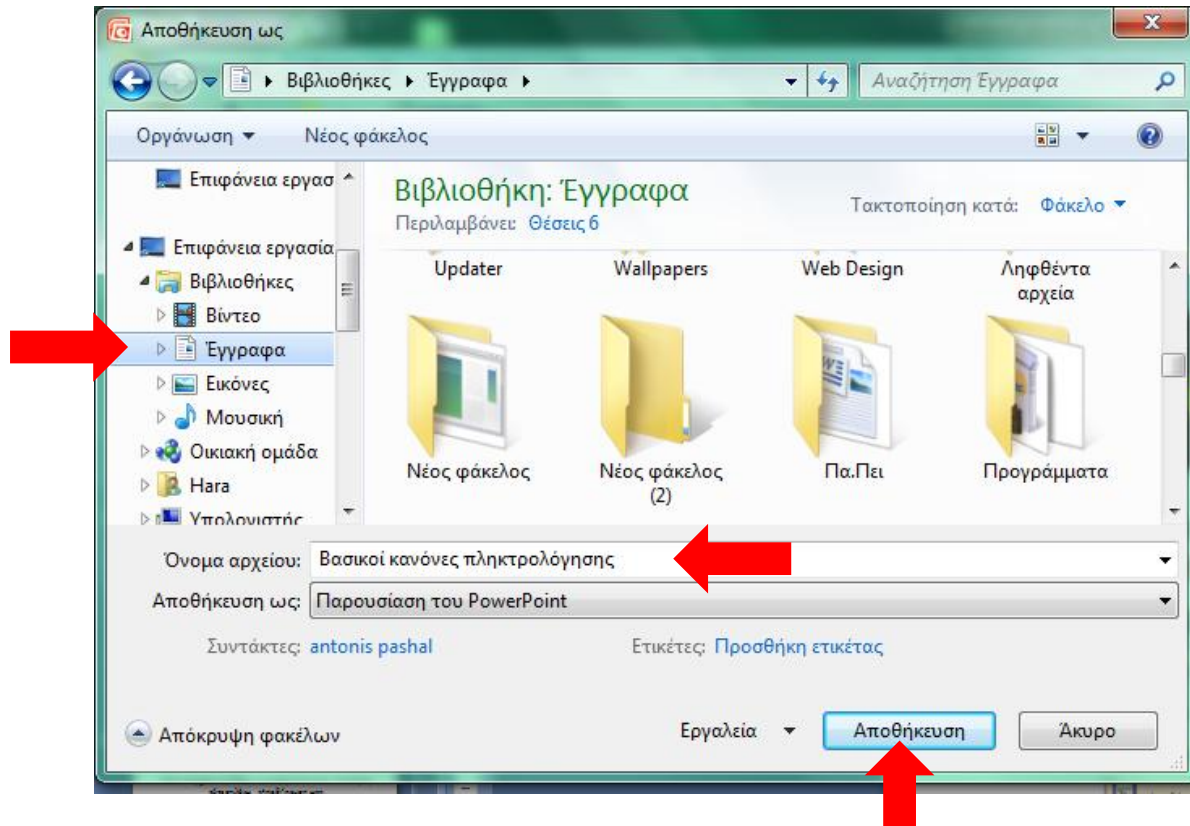 Αποθήκευση ως
Βιβλιοθήκες Έγγραφα Αναζήτηση Έγγραφα
Οργάνωση Νέος φάκελος
Επιφάνεια εργασ
Επιφάνεια εργασία
Βιβλιοθήκες
Βίντεο
Έγγραφα
Εικόνες
Μουσική
Οικιακή ομάδα
Hara
Υπολογιστής
Βιβλιοθήκη: Έγγραφα
Περιλαμβάνει: Θέσεις 6
Τακτοποίηση κατά: Φάκελο
Updater Wallpapers Web Design Ληφθέντα
αρχεία
Νέος φάκελος Νέος φάκελος Πα.Πει Προγράμματα
(2)
Όνομα αρχείου: Βασικοί κανόνες πληκτρολόγησης
Αποθήκευση ως: Παρουσίαση του PowerPoint
Συντάκτες: antonis pashal Ετικέτες: Προσθήκη ετικέτας
Απόκρυψη φακέλων Εργαλεία Αποθήκευση Άκυρο